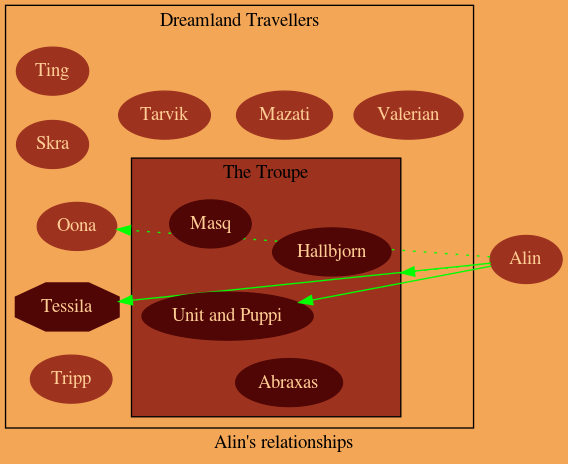 Dreamland Travellers
Ting
Tarvik
Mazati
Valerian
Skra
The Troupe
Oona
Masq
Hallbjorn
Alin
Tessila
Unit and Puppi
Tripp
Abraxas
Alin's relationships